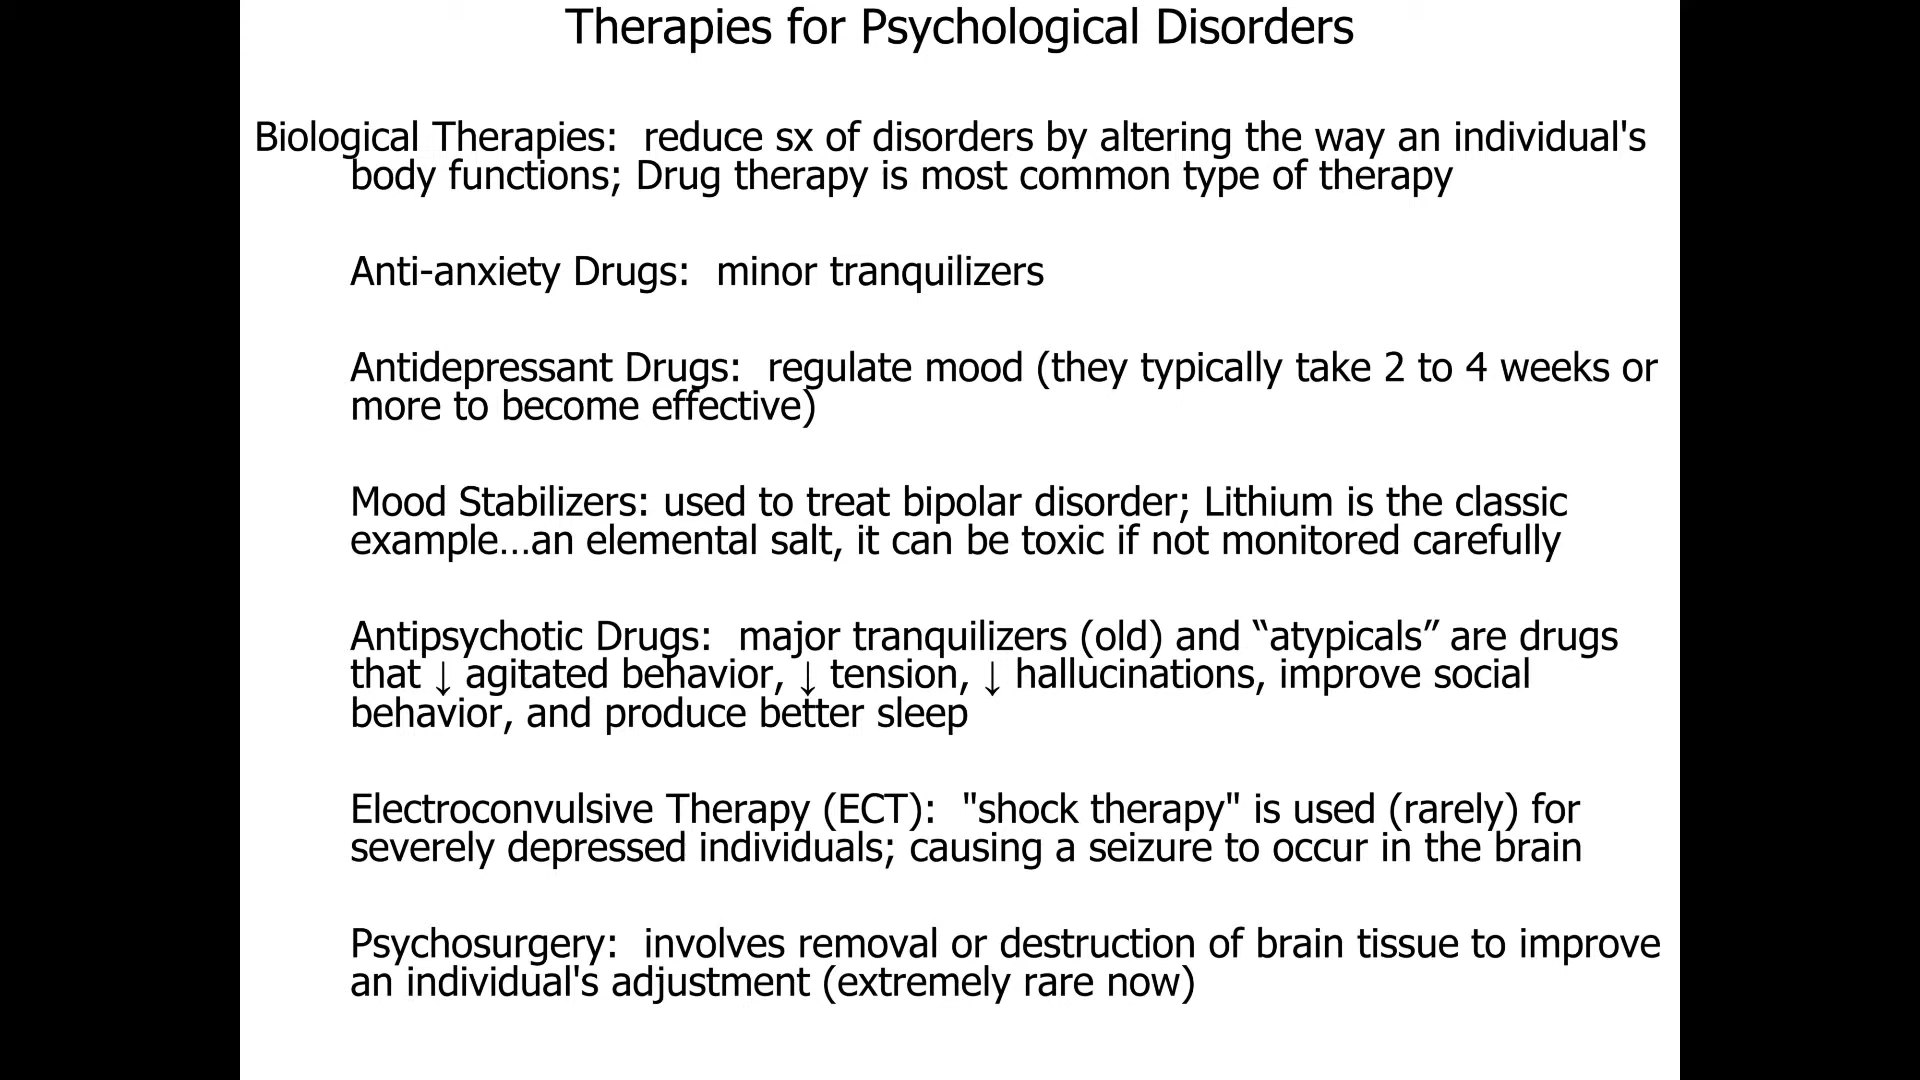 Therapies for Psychological Disorders
Biological Therapies:  reduce sx of disorders by altering the way an individual's
body functions; Drug therapy is most common type of therapy
Anti-anxiety Drugs:  minor tranquilizers
Antidepressant Drugs:  regulate mood (they typically take 2 to 4 weeks or
more to become effective)
Mood Stabilizers: used to treat bipolar disorder; Lithium is the classic
example…an elemental salt, it can be toxic if not monitored carefully
Antipsychotic Drugs:  major tranquilizers (old) and “atypicals” are drugs
that ↓ agitated behavior, ↓ tension, ↓ hallucinations, improve social
behavior, and produce better sleep
Electroconvulsive Therapy (ECT):  "shock therapy" is used (rarely) for
severely depressed individuals; causing a seizure to occur in the brain
Psychosurgery:  involves removal or destruction of brain tissue to improve
an individual's adjustment (extremely rare now)